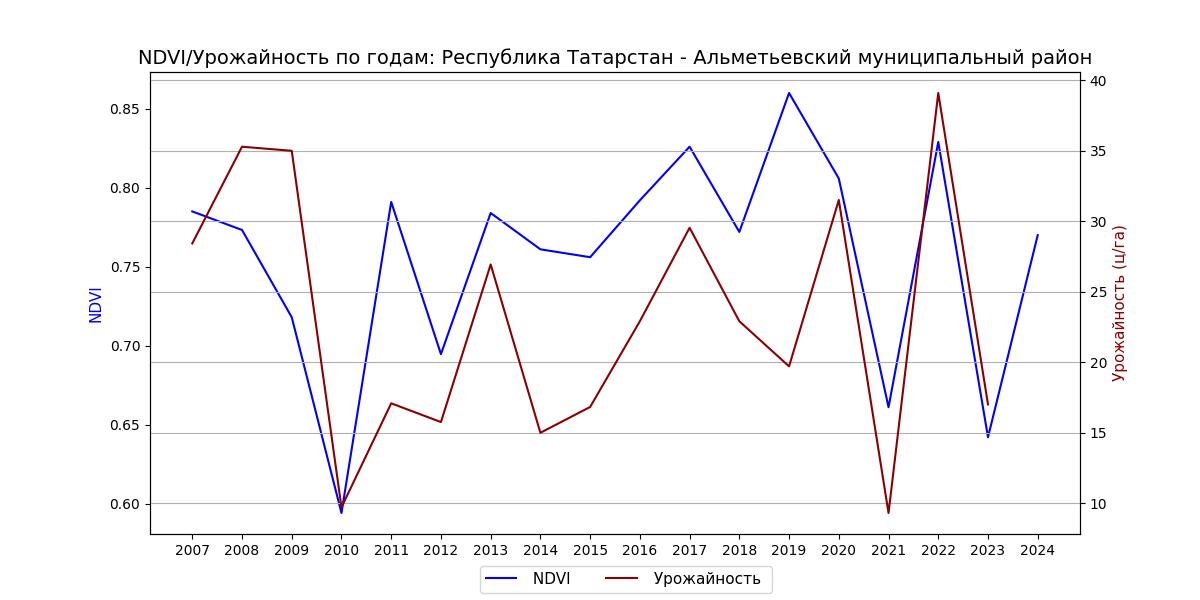 NDVI/Урожайность по годам: Республика Татарстан - Альметьевский муниципальный район
0.85
0.80
0.75
0.70
0.65
0.60
NDVI
40
35
30
25
20
15
10
Урожайность (ц/га)
2007 2008 2009 2010 2011 2012 2013 2014 2015 2016 2017 2018 2019 2020 2021 2022 2023 2024
NDVI Урожайность